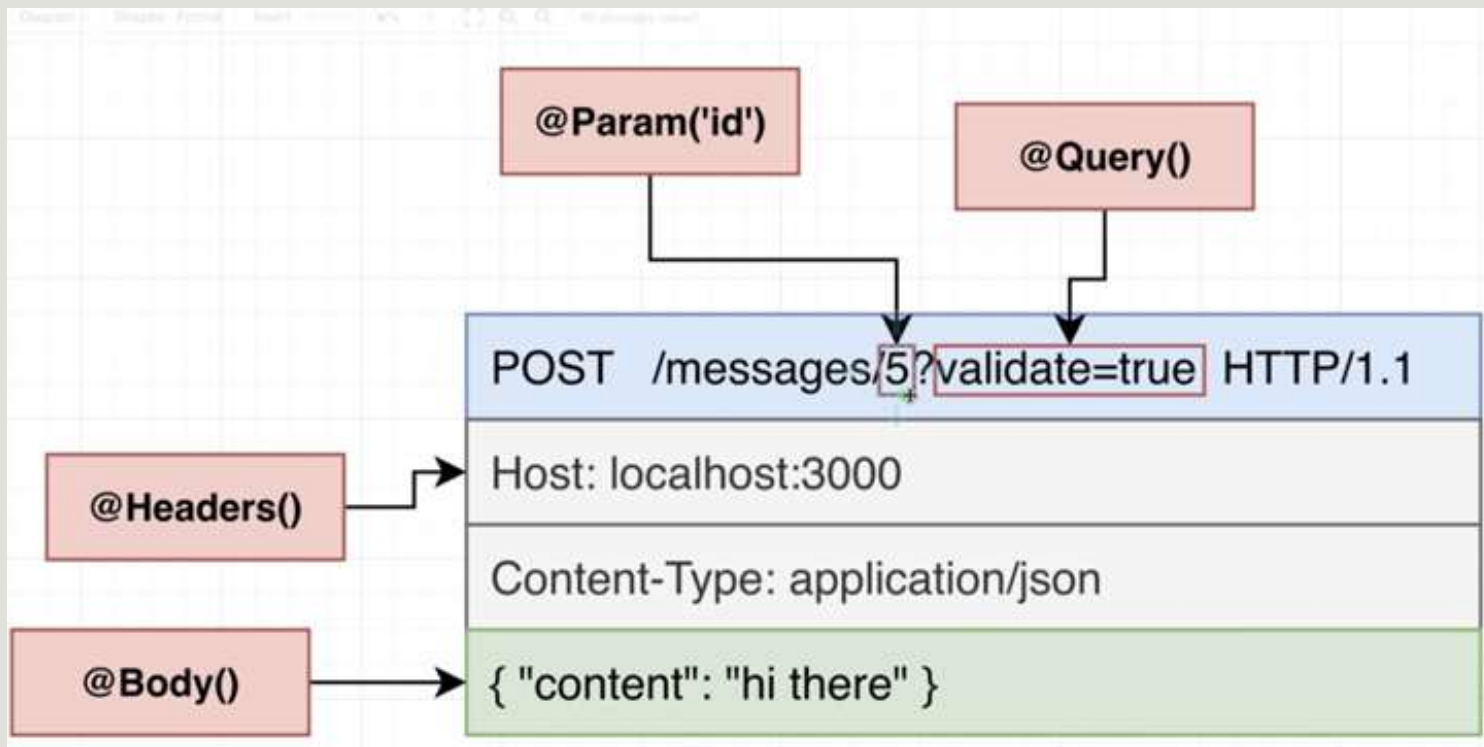 @Param('id')
@Query()
POST /messages/5?validate=true HTTP/1.1
@Headers()
Host: localhost:3000
Content-Type: application/json
@Body()
{ "content": "hi there" }